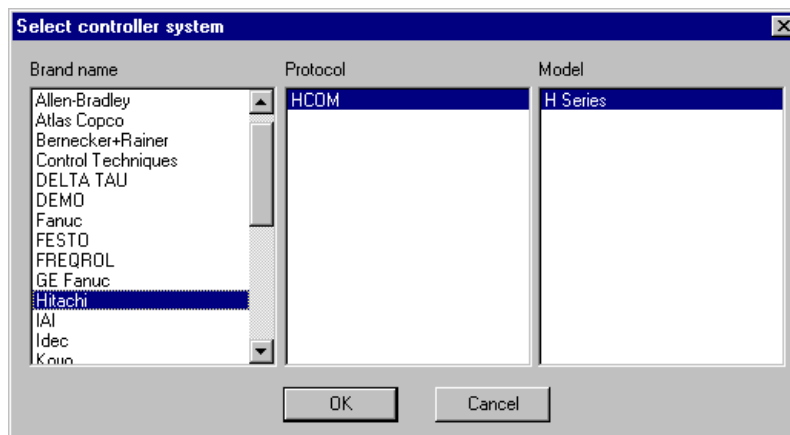 Select controller system
Brand name
Protocol
Model
Allen-Bradley
Atlas Copco
Bernecker+Rainer
Control Techniques
DELTA TAU
DEMO
Fanuc
FESTO
FREQROL
GE Fanuc
Hitachi
IAI
Idec
Koyo
HCOM
H Series
OK
Cancel